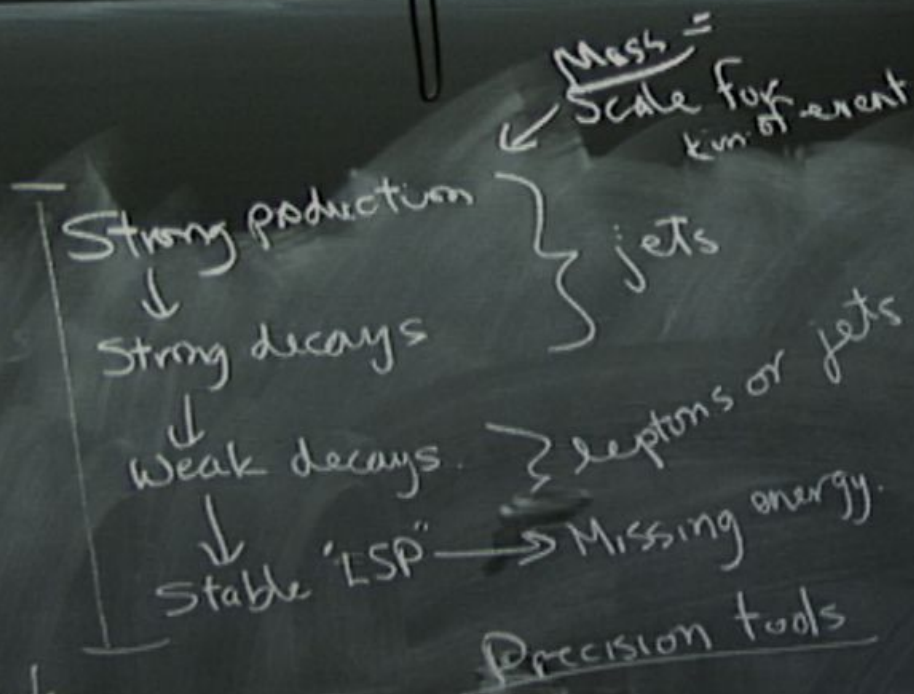 Mass =
Scale for
kin. of event
Strong production
jets
Strong decays
Weak decays.
leptons or jets
Stable "LSP" → Missing energy.
Precision tools